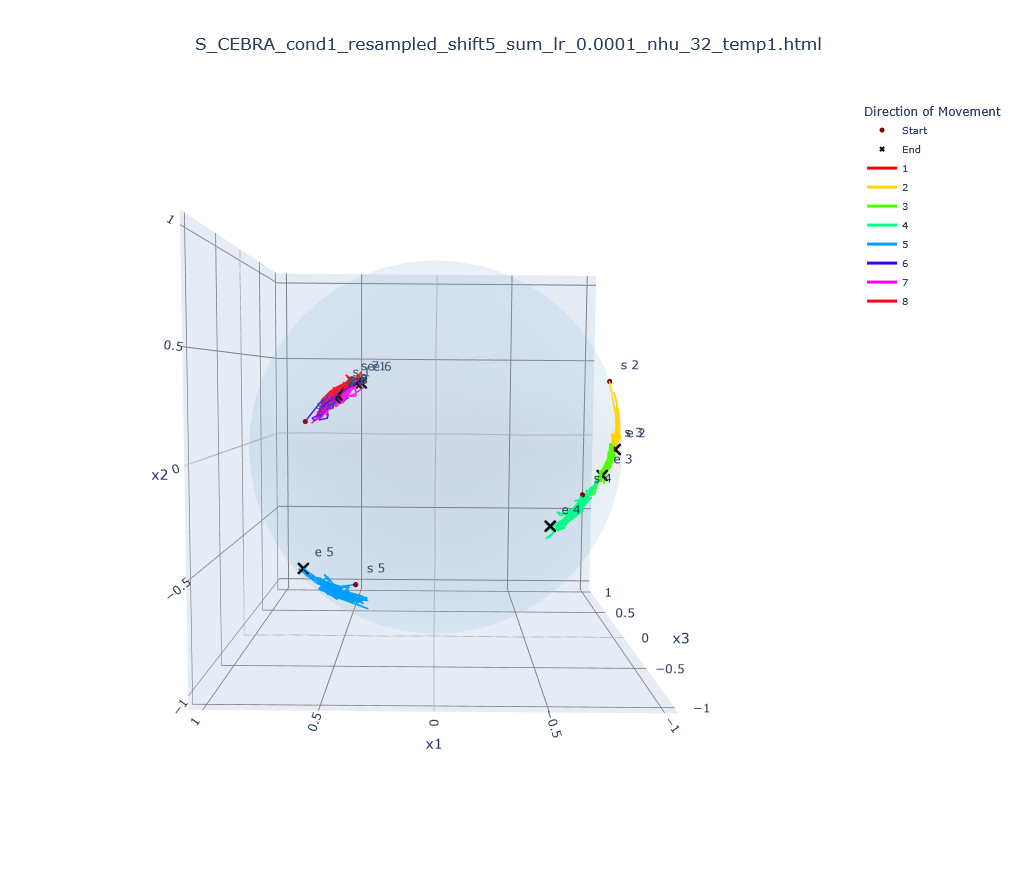 S_CEBRA_cond1_resampled_shift5_sum_lr_0.0001_nhu_32_temp1.html
Direction of Movement
Start
End
1
2
3
4
5
6
7
8
1
0.5
x2
0
−0.5
−1
s 2
e 2
e 3
s 4
e 4
e 5
s 5
1
0.5
0
x3
−0.5
−1
1
0.5
0
−0.5
−1
x1